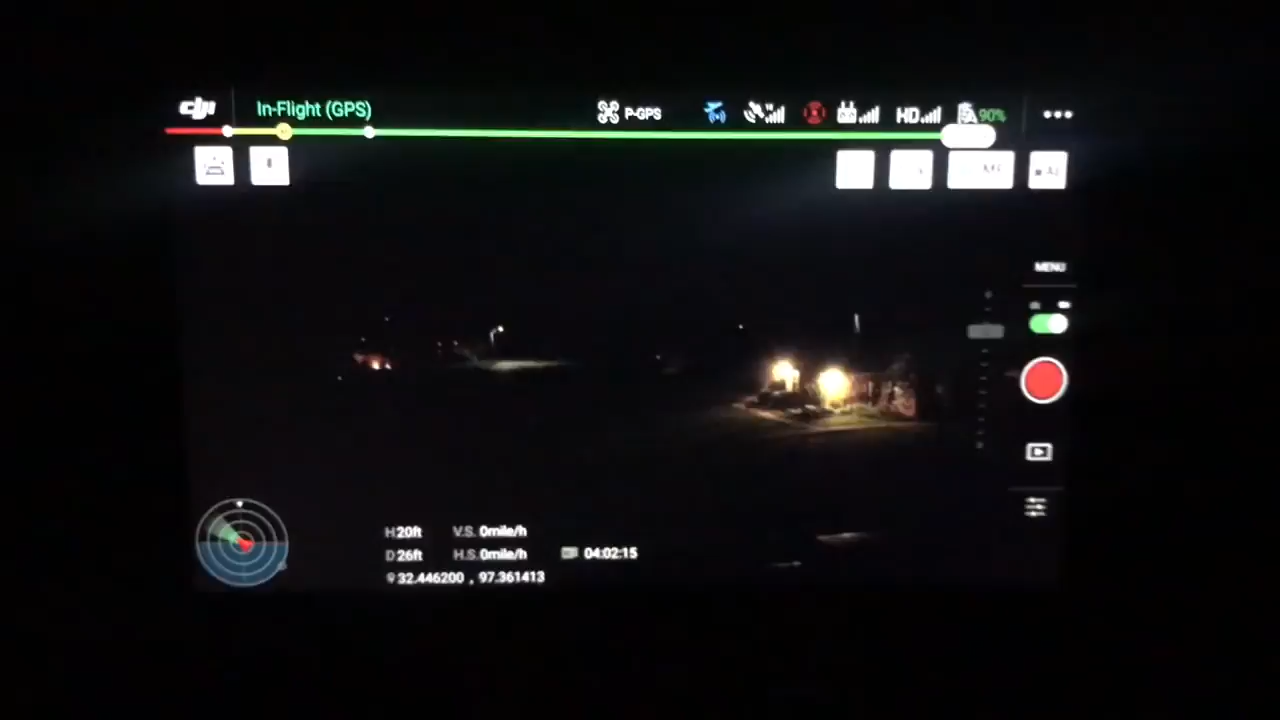 dji In-Flight (GPS) P-GPS HD 90%
MENU
H 20ft V.S. 0mile/h
D 26ft H.S. 0mile/h 04:02:15
32.446200 , 97.361413